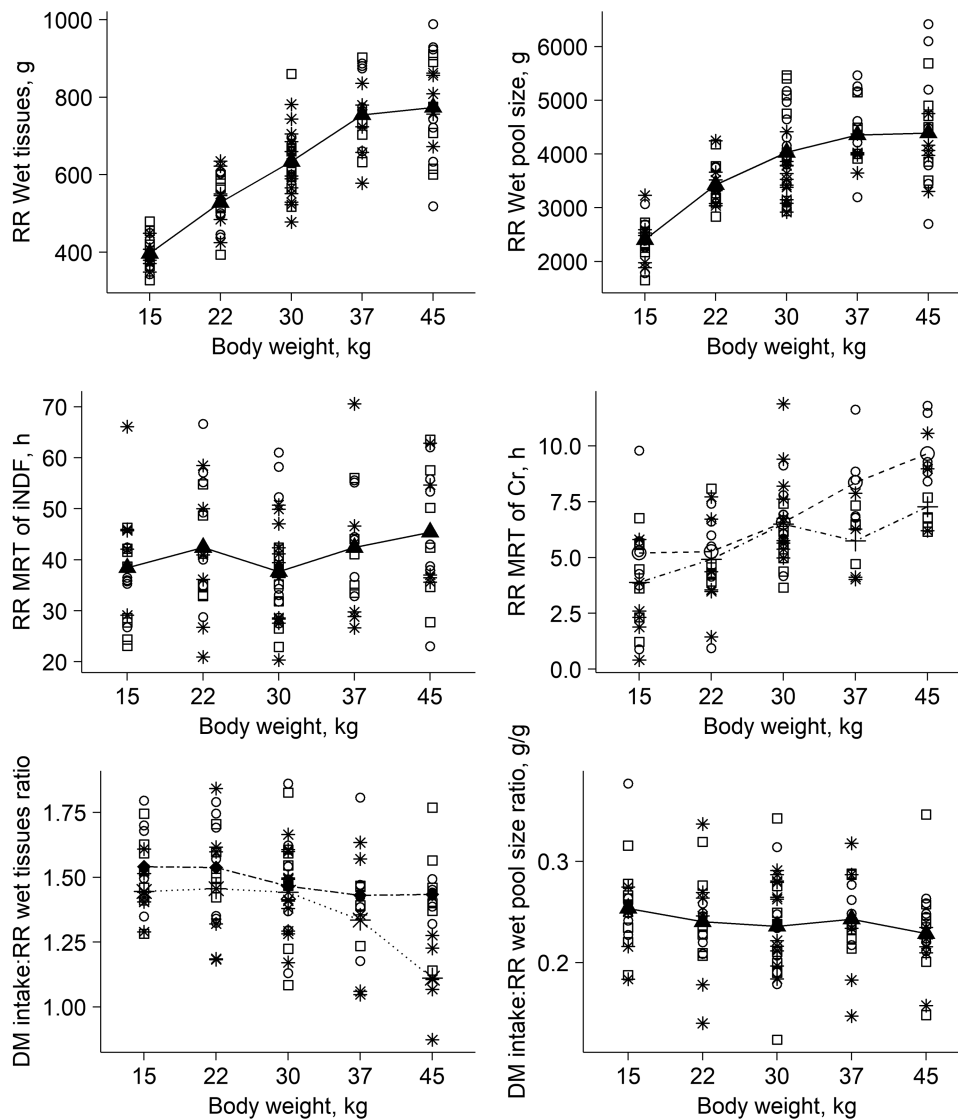 RR Wet tissues, g
1000
800
600
400
15 22 30 37 45
Body weight, kg
RR Wet pool size, g
6000
5000
4000
3000
2000
15 22 30 37 45
Body weight, kg
RR MRT of iNDF, h
70
60
50
40
30
20
15 22 30 37 45
Body weight, kg
RR MRT of Cr, h
10.0
7.5
5.0
2.5
0.0
15 22 30 37 45
Body weight, kg
DM intake:RR wet tissues ratio
1.75
1.50
1.25
1.00
15 22 30 37 45
Body weight, kg
DM intake:RR wet pool size ratio, g/g
0.3
0.2
15 22 30 37 45
Body weight, kg